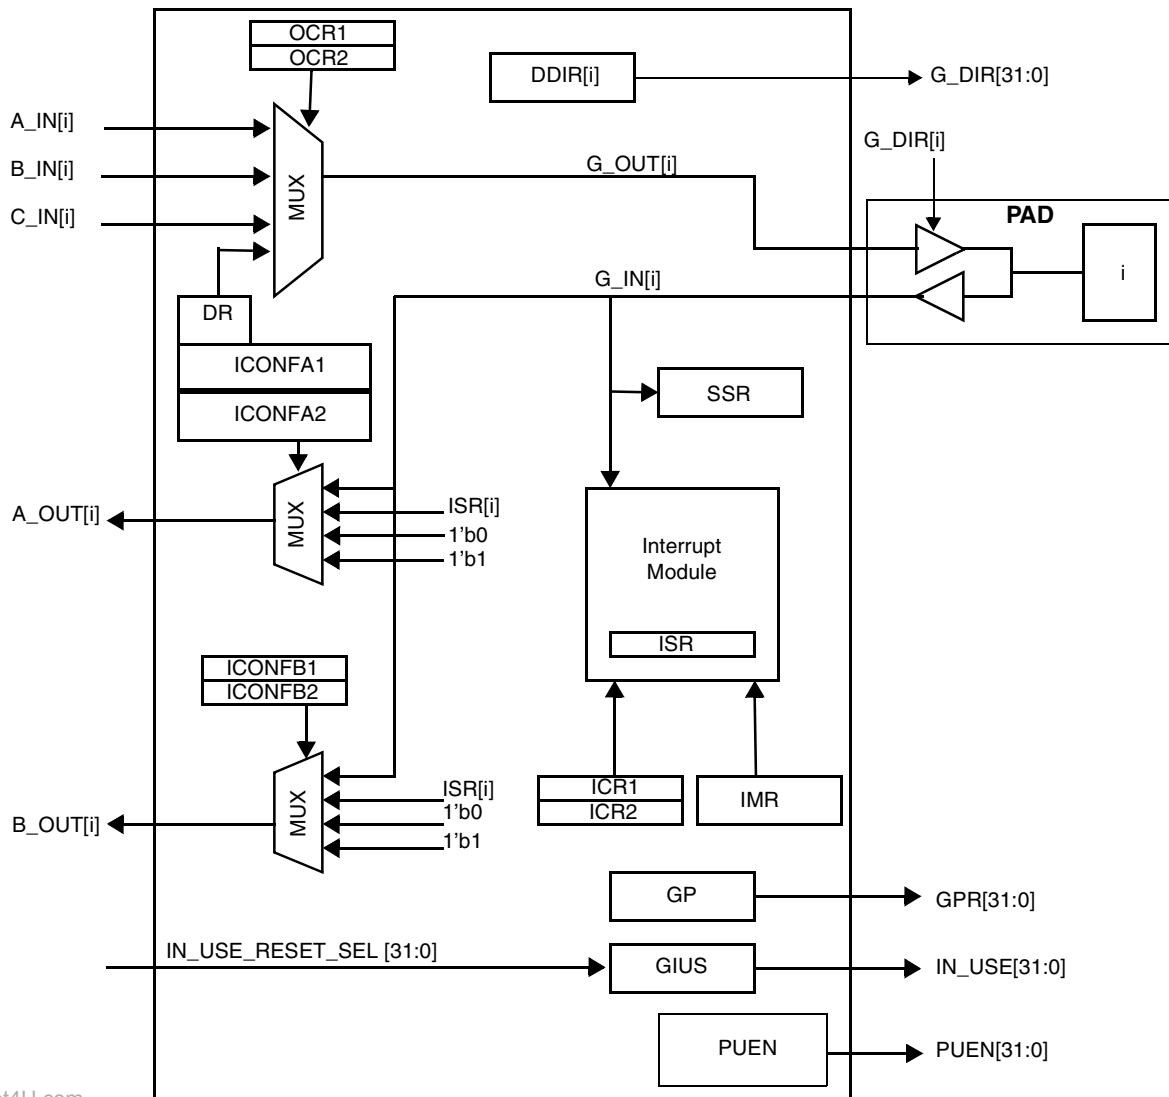 OCR1
OCR2
DDIR[i]
G_DIR[31:0]
A_IN[i]
G_DIR[i]
B_IN[i]
G_OUT[i]
MUX
C_IN[i]
PAD
G_IN[i]
i
DR
ICONFA1
SSR
ICONFA2
A_OUT[i]
MUX
ISR[i]
1'b0
1'b1
Interrupt
Module
ISR
ICONFB1
ICONFB2
ISR[i]
1'b0
1'b1
MUX
B_OUT[i]
ICR1
ICR2
IMR
GP
GPR[31:0]
IN_USE_RESET_SEL [31:0]
GIUS
IN_USE[31:0]
PUEN
PUEN[31:0]